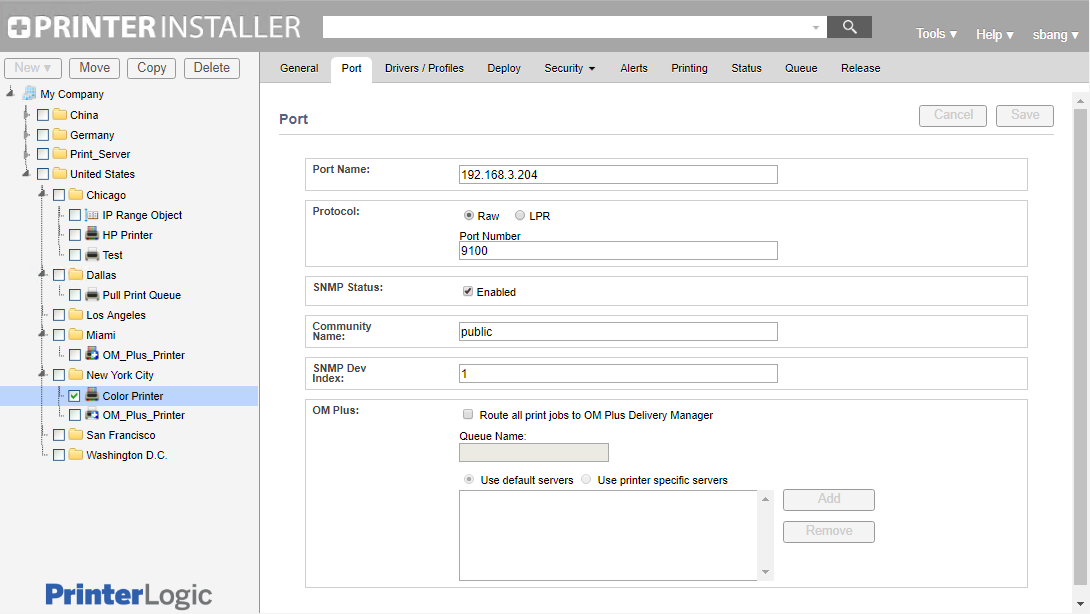 PRINTERINSTALLER
Tools ▾ Help ▾ sbang ▾
New ▾ Move Copy Delete
General Port Drivers / Profiles Deploy Security ▾ Alerts Printing Status Queue Release
My Company
China
Germany
Print_Server
United States
Chicago
IP Range Object
HP Printer
Test
Dallas
Pull Print Queue
Los Angeles
Miami
OM_Plus_Printer
New York City
Color Printer
OM_Plus_Printer
San Francisco
Washington D.C.
PrinterLogic
Port
Cancel Save
Port Name: 192.168.3.204
Protocol: Raw LPR
Port Number
9100
SNMP Status: Enabled
Community
Name: public
SNMP Dev
Index: 1
OM Plus: Route all print jobs to OM Plus Delivery Manager
Queue Name:
Use default servers Use printer specific servers
Add
Remove